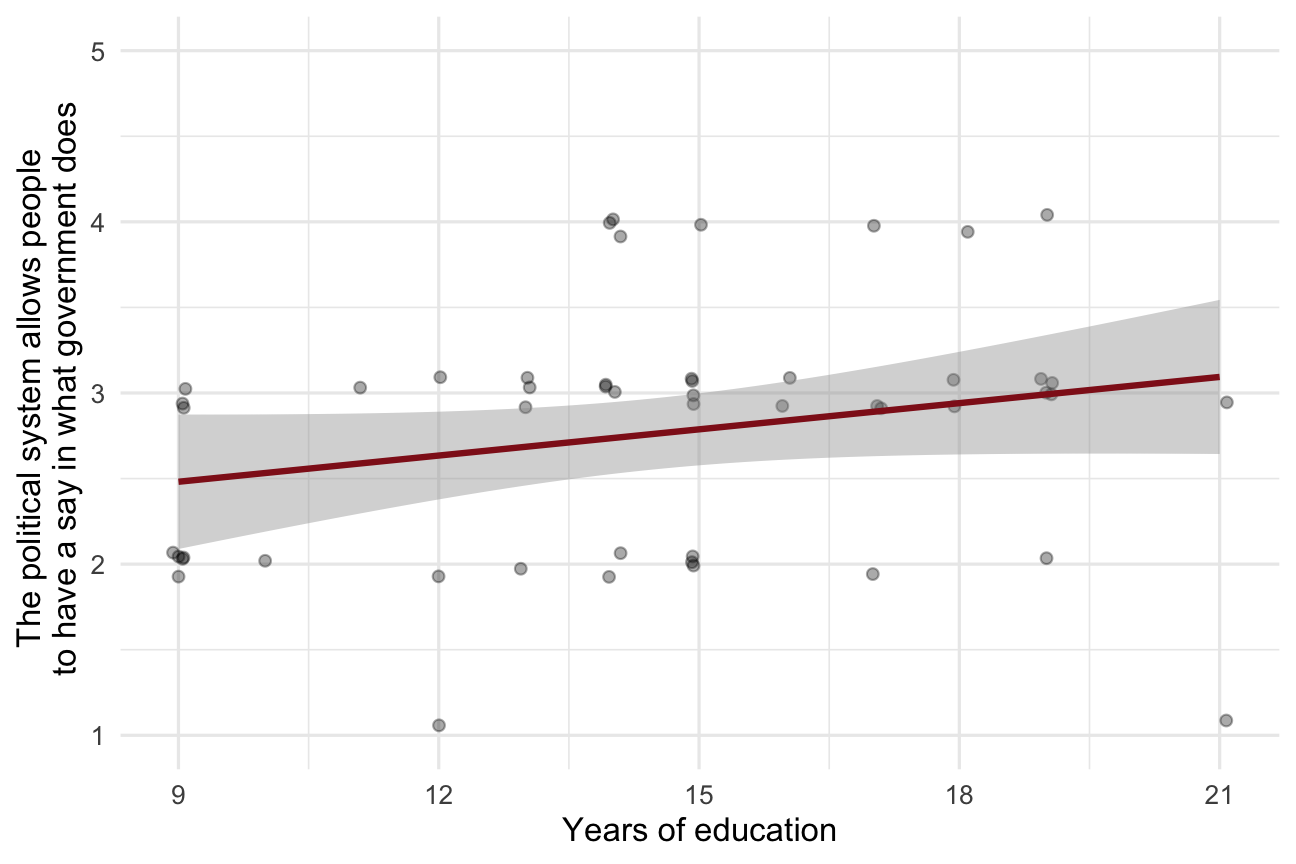 The political system allows people
to have a say in what government does
5
4
3
2
1
9 12 15 18 21
Years of education